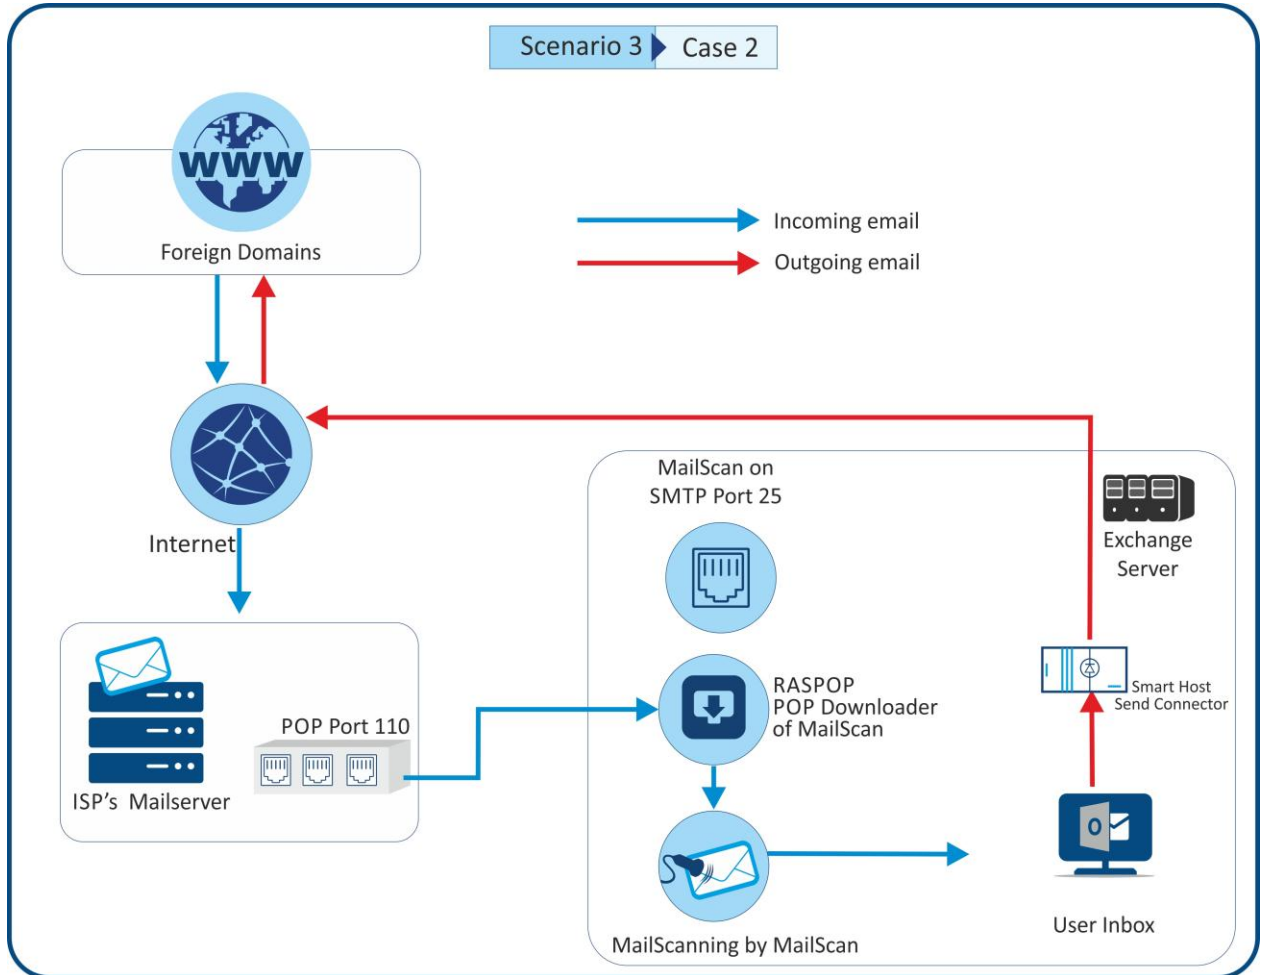 Scenario 3
Case 2
WWW
Foreign Domains
Incoming email
Outgoing email
Internet
MailScan on
SMTP Port 25
Exchange
Server
ISP's Mailserver
POP Port 110
RASPOP
POP Downloader
of MailScan
Smart Host
Send Connector
O
User Inbox
MailScanning by MailScan